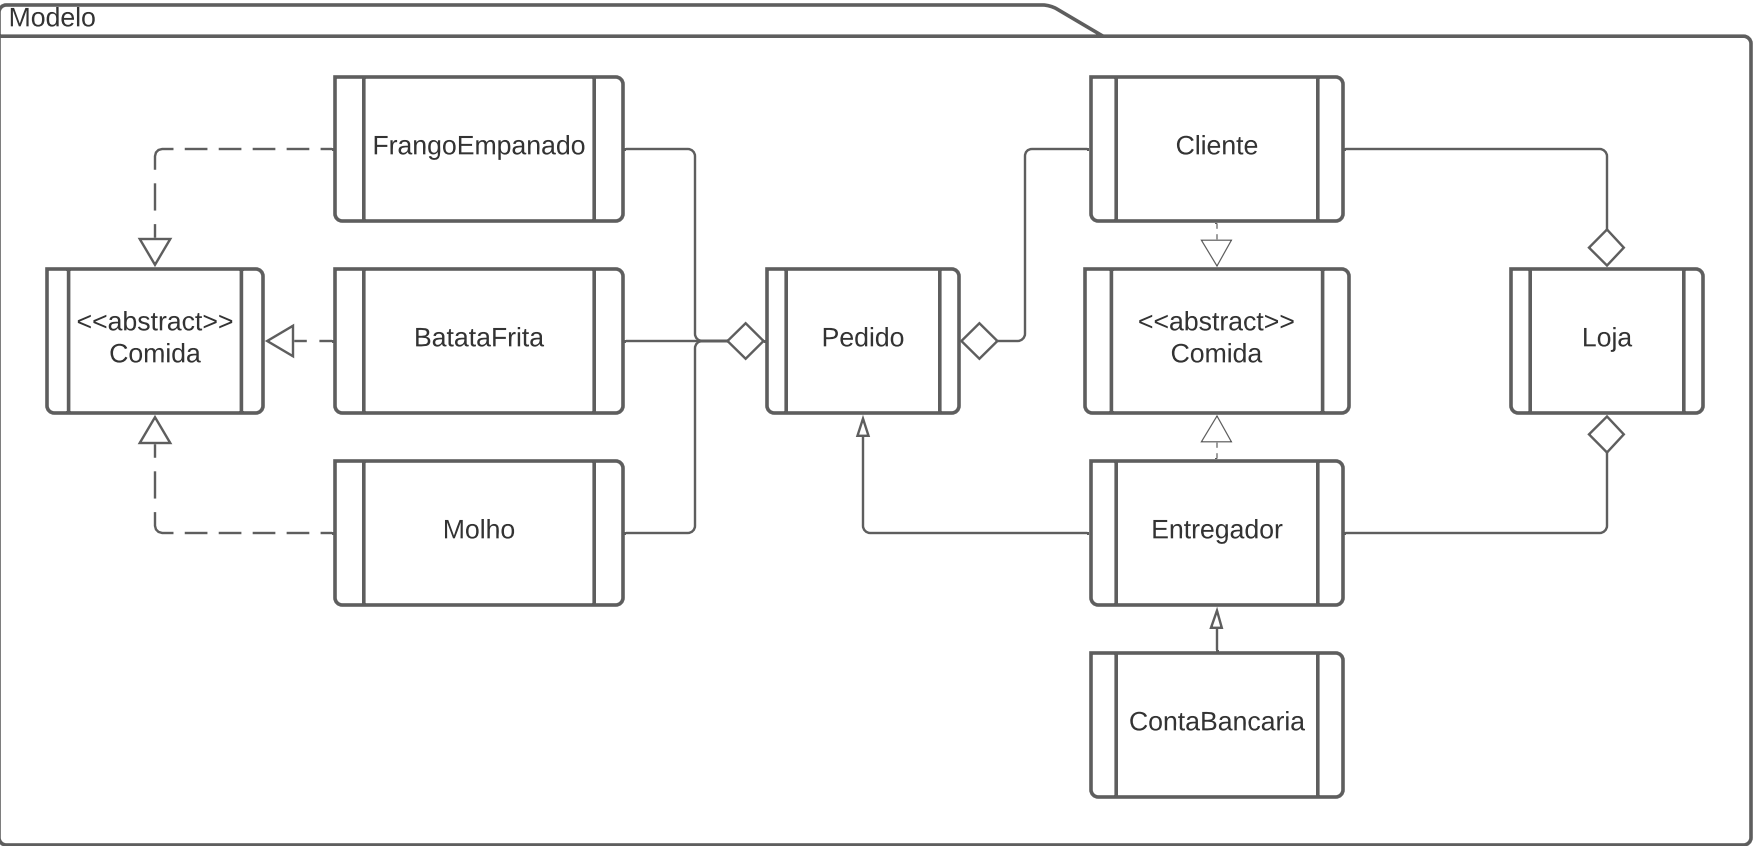 Modelo
FrangoEmpanado
Cliente
<<abstract>>
Comida
BatataFrita
Pedido
<<abstract>>
Comida
Loja
Molho
Entregador
ContaBancaria